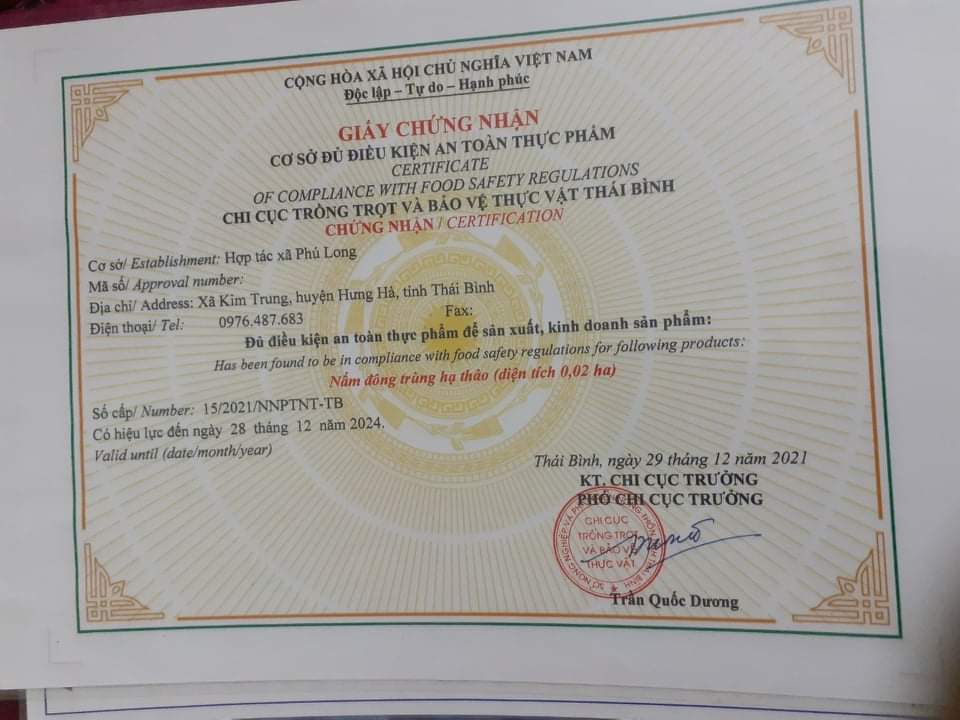 CỘNG HÒA XÃ HỘI CHỦ NGHĨA VIỆT NAM
Độc lập – Tự do – Hạnh phúc
GIẤY CHỨNG NHẬN
CƠ SỞ ĐỦ ĐIỀU KIỆN AN TOÀN THỰC PHẨM
CERTIFICATE
OF COMPLIANCE WITH FOOD SAFETY REGULATIONS
CHI CỤC TRỒNG TRỌT VÀ BẢO VỆ THỰC VẬT THÁI BÌNH
CHỨNG NHẬN / CERTIFICATION
Cơ sở/ Establishment: Hợp tác xã Phú Long
Mã số/ Approval number:
Địa chỉ/ Address: Xã Kim Trung, huyện Hưng Hà, tỉnh Thái Bình
Điện thoại/ Tel: 0976.487.683 Fax:
Đủ điều kiện an toàn thực phẩm để sản xuất, kinh doanh sản phẩm:
Has been found to be in compliance with food safety regulations for following products:
Nấm đông trùng hạ thảo (diện tích 0,02 ha)
Số cấp/ Number: 15/2021/NNPTNT-TB
Có hiệu lực đến ngày 28 tháng 12 năm 2024.
Valid until (date/month/year)
Thái Bình, ngày 29 tháng 12 năm 2021
KT. CHI CỤC TRƯỞNG
PHÓ CHI CỤC TRƯỞNG
CHI CỤC
TRỒNG TRỌT
VÀ BẢO VỆ
THỰC VẬT
Trần Quốc Dương